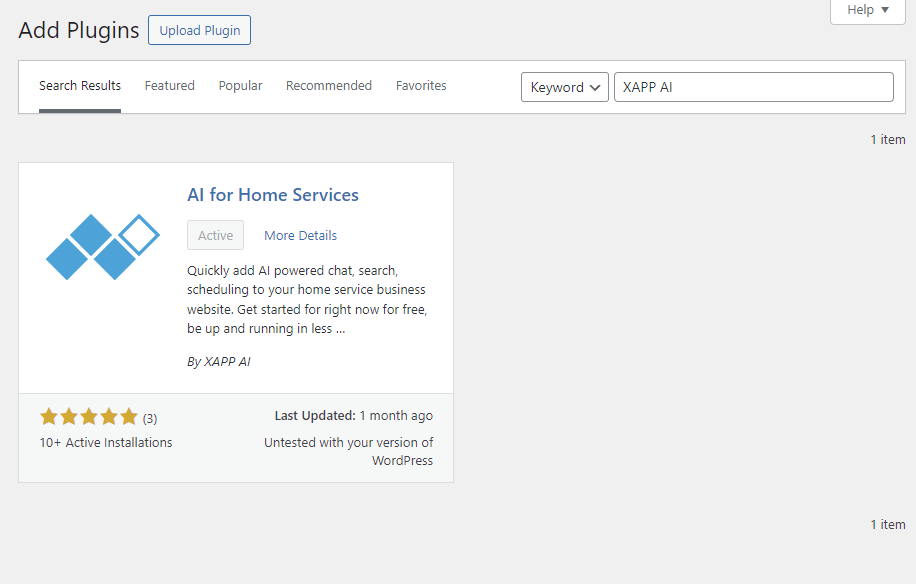 Help
Add Plugins Upload Plugin
Search Results Featured Popular Recommended Favorites Keyword XAPP AI
1 item
AI for Home Services
Active More Details
Quickly add AI powered chat, search,
scheduling to your home service business
website. Get started for right now for free,
be up and running in less ...
By XAPP AI
(3) Last Updated: 1 month ago
10+ Active Installations Untested with your version of
WordPress
1 item